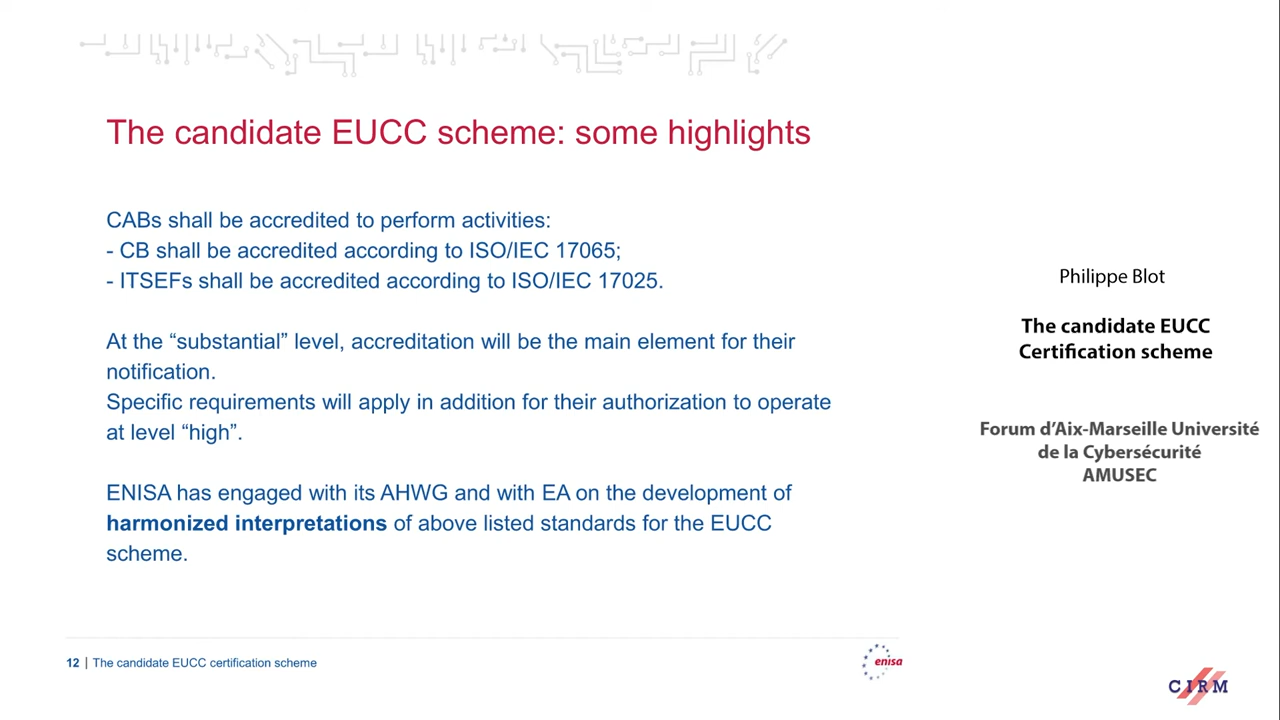 The candidate EUCC scheme: some highlights
CABs shall be accredited to perform activities:
- CB shall be accredited according to ISO/IEC 17065;
- ITSEFs shall be accredited according to ISO/IEC 17025.
At the “substantial” level, accreditation will be the main element for their
notification.
Specific requirements will apply in addition for their authorization to operate
at level “high”.
ENISA has engaged with its AHWG and with EA on the development of
harmonized interpretations of above listed standards for the EUCC
scheme.
12 | The candidate EUCC certification scheme
enisa
Philippe Blot
The candidate EUCC
Certification scheme
Forum d’Aix-Marseille Université
de la Cybersécurité
AMUSEC
CIRM